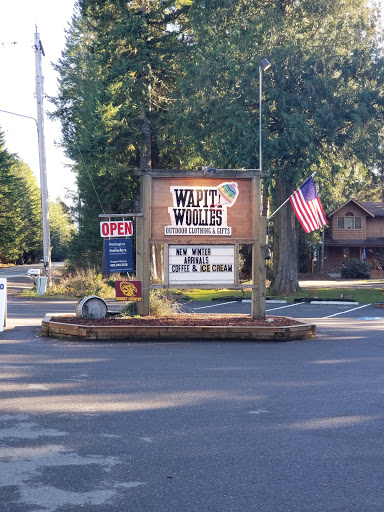 WAPITI
WOOLIES
OUTDOOR CLOTHING & GIFTS
OPEN
NEW WINTER
ARRIVALS
COFFEE & ICE CREAM